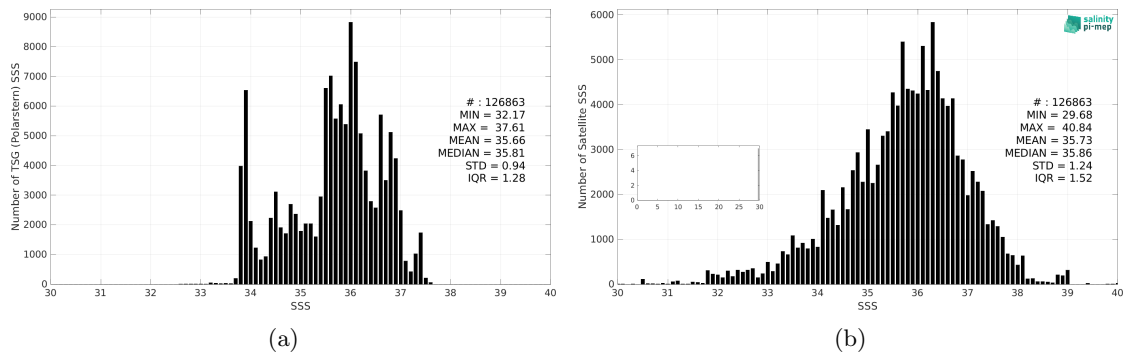 9000
8000
7000
6000
5000
4000
3000
2000
1000
0
Number of TSG (Polarstern) SSS
# : 126863
MIN = 32.17
MAX = 37.61
MEAN = 35.66
MEDIAN = 35.81
STD = 0.94
IQR = 1.28
30 31 32 33 34 35 36 37 38 39 40
SSS
(a)
6000
5000
4000
3000
2000
1000
0
Number of Satellite SSS
salinity
pi-mep
# : 126863
MIN = 29.68
MAX = 40.84
MEAN = 35.73
MEDIAN = 35.86
STD = 1.24
IQR = 1.52
6
4
2
0
0 5 10 15 20 25 30
30 31 32 33 34 35 36 37 38 39 40
SSS
(b)